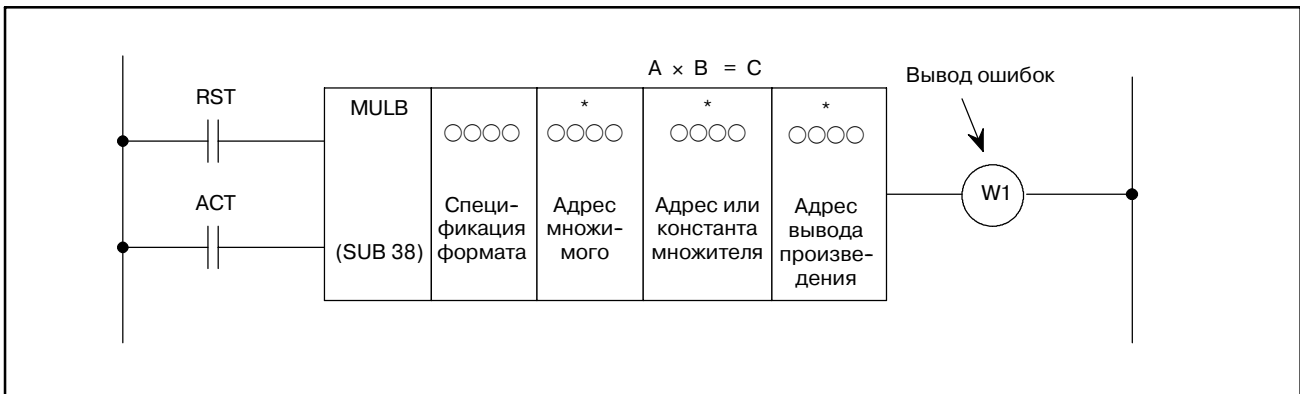 A × B = C
Вывод ошибок
RST
MULB
*
*
*
○○○○
○○○○
○○○○
○○○○
W1
ACT
(SUB 38)
Специ-
фикация
формата
Адрес
множи-
мого
Адрес или
константа
множителя
Адрес
вывода
произве-
дения